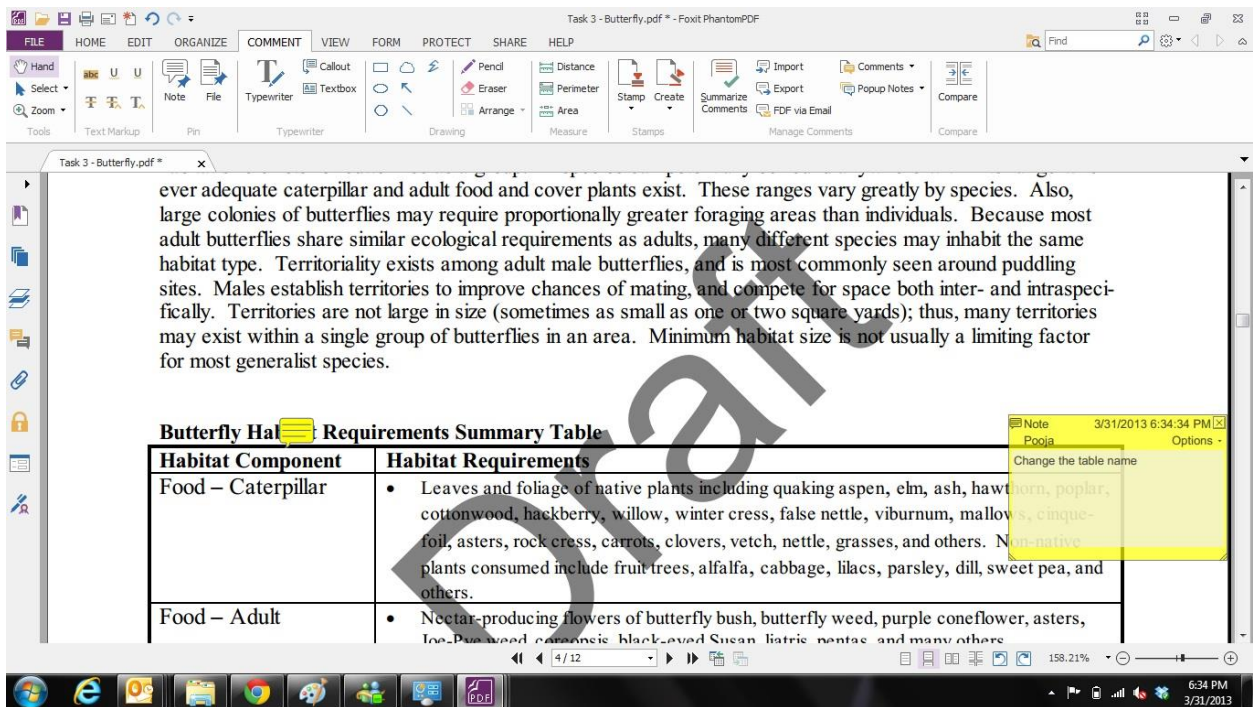 Task 3 - Butterfly.pdf * - Foxit PhantomPDF
FILE HOME EDIT ORGANIZE COMMENT VIEW FORM PROTECT SHARE HELP Find
Hand
Select
Zoom
Tools
abc U U
T T T
Text Markup
Note File
Pin
Typewriter
Callout
Textbox
Typewriter
Pencil
Eraser
Arrange
Drawing
Distance
Perimeter
Area
Measure
Stamp Create
Stamps
Summarize Comments
Import
Export
FDF via Email
Comments
Popup Notes
Manage Comments
Compare
Compare
Task 3 - Butterfly.pdf * x
ever adequate caterpillar and adult food and cover plants exist. These ranges vary greatly by species. Also,
large colonies of butterflies may require proportionally greater foraging areas than individuals. Because most
adult butterflies share similar ecological requirements as adults, many different species may inhabit the same
habitat type. Territoriality exists among adult male butterflies, and is most commonly seen around puddling
sites. Males establish territories to improve chances of mating, and compete for space both inter- and intraspeci-
fically. Territories are not large in size (sometimes as small as one or two square yards); thus, many territories
may exist within a single group of butterflies in an area. Minimum habitat size is not usually a limiting factor
for most generalist species.
Draft
Butterfly Hab t Requirements Summary Table
Note 3/31/2013 6:34:34 PM
Pooja Options
Change the table name
Habitat Component Habitat Requirements
Food – Caterpillar • Leaves and foliage of native plants including quaking aspen, elm, ash, hawthorn, poplar,
cottonwood, hackberry, willow, winter cress, false nettle, viburnum, mallows, cinque-
foil, asters, rock cress, carrots, clovers, vetch, nettle, grasses, and others. Non-native
plants consumed include fruit trees, alfalfa, cabbage, lilacs, parsley, dill, sweet pea, and
others.
Food – Adult • Nectar-producing flowers of butterfly bush, butterfly weed, purple coneflower, asters,
Joe-Pye weed, coreopsis, black-eyed Susan, liatris, pentas, and many others
4/12 158.21%
PDF
6:34 PM
3/31/2013